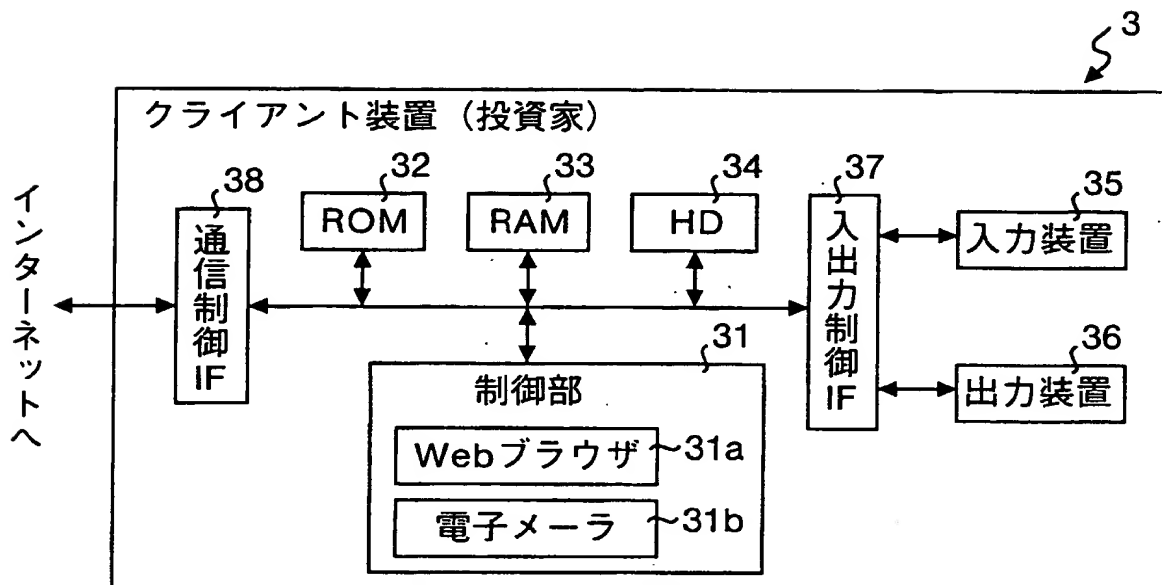 3
クライアント装置（投資家）
インターネットへ
38
通信制御IF
32
ROM
33
RAM
34
HD
37
入出力制御IF
35
入力装置
36
出力装置
31
制御部
Webブラウザ
31a
電子メーラ
31b